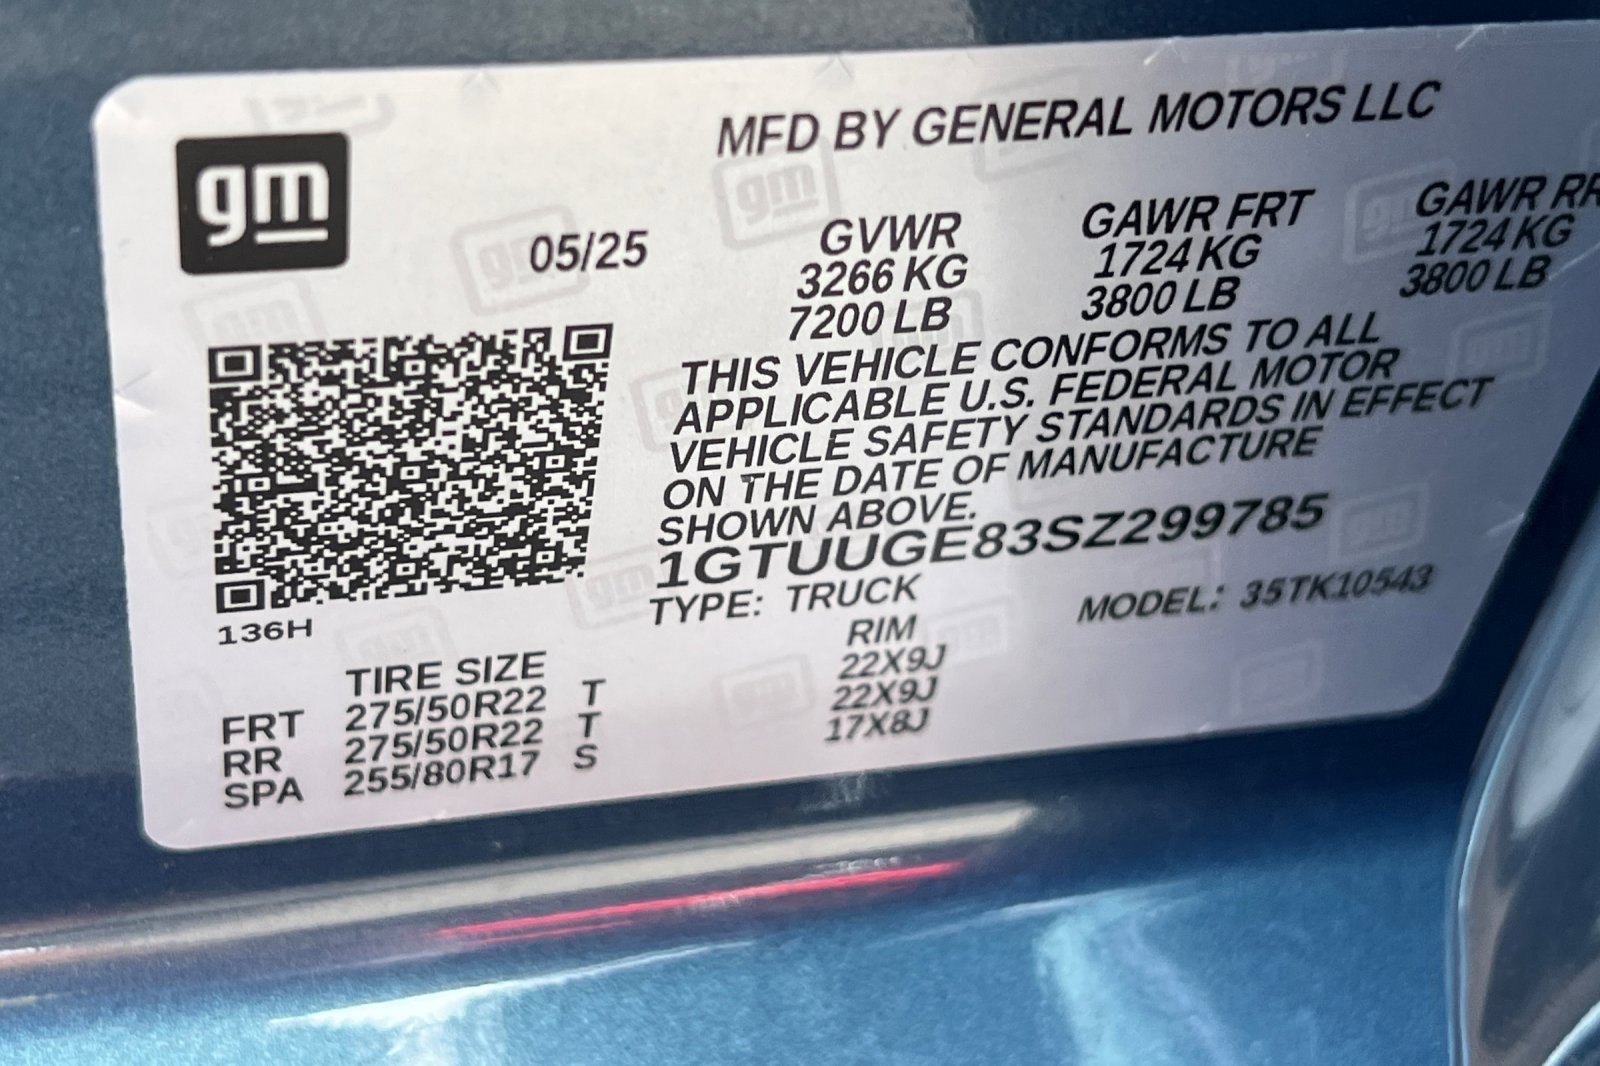 gm
MFD BY GENERAL MOTORS LLC
05/25
GVWR GAWR FRT GAWR RR
3266 KG 1724 KG 1724 KG
7200 LB 3800 LB 3800 LB
THIS VEHICLE CONFORMS TO ALL
APPLICABLE U.S. FEDERAL MOTOR
VEHICLE SAFETY STANDARDS IN EFFECT
ON THE DATE OF MANUFACTURE
SHOWN ABOVE.
1GTUUGE83SZ299785
TYPE: TRUCK MODEL: 35TK10543
136H
TIRE SIZE RIM
FRT 275/50R22 T 22X9J
RR 275/50R22 T 22X9J
SPA 255/80R17 S 17X8J